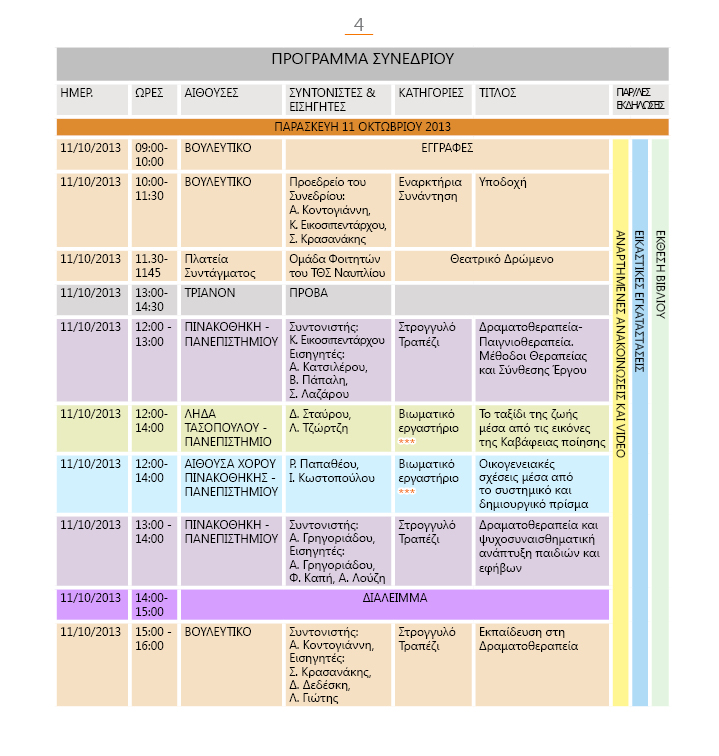 4
ΠΡΟΓΡΑΜΜΑ ΣΥΝΕΔΡΙΟΥ
ΗΜΕΡ. ΩΡΕΣ ΑΙΘΟΥΣΕΣ ΣΥΝΤΟΝΙΣΤΕΣ & ΚΑΤΗΓΟΡΙΕΣ ΤΙΤΛΟΣ ΠΑΡ/ΛΕΣ
ΕΙΣΗΓΗΤΕΣ ΕΚΔΗΛΩΣΕΙΣ
ΠΑΡΑΣΚΕΥΗ 11 ΟΚΤΩΒΡΙΟΥ 2013
11/10/2013 09:00- ΒΟΥΛΕΥΤΙΚΟ ΕΓΓΡΑΦΕΣ
10:00
11/10/2013 10:00- ΒΟΥΛΕΥΤΙΚΟ Προεδρείο του Εναρκτήρια Υποδοχή
11:30 Συνεδρίου: Συνάντηση
Α. Κοντογιάννη,
Κ. Εικοσιπεντάρχου,
Σ. Κρασανάκης
11/10/2013 11.30- Πλατεία Ομάδα Φοιτητών Θεατρικό Δρώμενο
1145 Συντάγματος του ΤΘΣ Ναυπλίου
11/10/2013 13:00- ΤΡΙΑΝΟΝ ΠΡΟΒΑ
14:30
11/10/2013 12:00 - ΠΙΝΑΚΟΘΗΚΗ - Συντονιστής: Στρογγυλό Δραματοθεραπεία-
13:00 ΠΑΝΕΠΙΣΤΗΜΙΟΥ Κ. Εικοσιπεντάρχου Τραπέζι Παιγνιοθεραπεία.
Εισηγητές: Μέθοδοι Θεραπείας
Α. Κατσιλέρου, και Σύνθεσης Έργου
Β. Πάπαλη,
Σ. Λαζάρου
11/10/2013 12:00- ΛΗΔΑ Δ. Σταύρου, Βιωματικό Το ταξίδι της ζωής
14:00 ΤΑΣΟΠΟΥΛΟΥ - Λ. Τζώρτζη εργαστήριο μέσα από τις εικόνες
ΠΑΝΕΠΙΣΤΗΜΙΟ *** της Καβάφειας ποίησης
11/10/2013 12:00- ΑΙΘΟΥΣΑ ΧΟΡΟΥ Ρ. Παπαθέου, Βιωματικό Οικογενειακές
14:00 ΠΙΝΑΚΟΘΗΚΗΣ - Ι. Κωστοπούλου εργαστήριο σχέσεις μέσα από
ΠΑΝΕΠΙΣΤΗΜΙΟΥ *** το συστημικό και
δημιουργικό πρίσμα
11/10/2013 13:00 - ΠΙΝΑΚΟΘΗΚΗ - Συντονιστής: Στρογγυλό Δραματοθεραπεία και
14:00 ΠΑΝΕΠΙΣΤΗΜΙΟΥ Α. Γρηγοριάδου, Τραπέζι ψυχοσυναισθηματική
Εισηγητές: ανάπτυξη παιδιών και
Α. Γρηγοριάδου, εφήβων
Φ. Καπή, Α. Λούζη
11/10/2013 14:00- ΔΙΑΛΕΙΜΜΑ
15:00
11/10/2013 15:00 - ΒΟΥΛΕΥΤΙΚΟ Συντονιστής: Στρογγυλό Εκπαίδευση στη
16:00 Α. Κοντογιάννη, Τραπέζι Δραματοθεραπεία
Εισηγητές:
Σ. Κρασανάκης,
Δ. Δεδέσκη,
Λ. Γιώτης
ΑΝΑΡΤΗΜΕΝΕΣ ΑΝΑΚΟΙΝΩΣΕΙΣ ΚΑΙ VIDEO
ΕΙΚΑΣΤΙΚΕΣ ΕΓΚΑΤΑΣΤΑΣΕΙΣ
ΕΚΘΕΣΗ ΒΙΒΛΙΟΥ